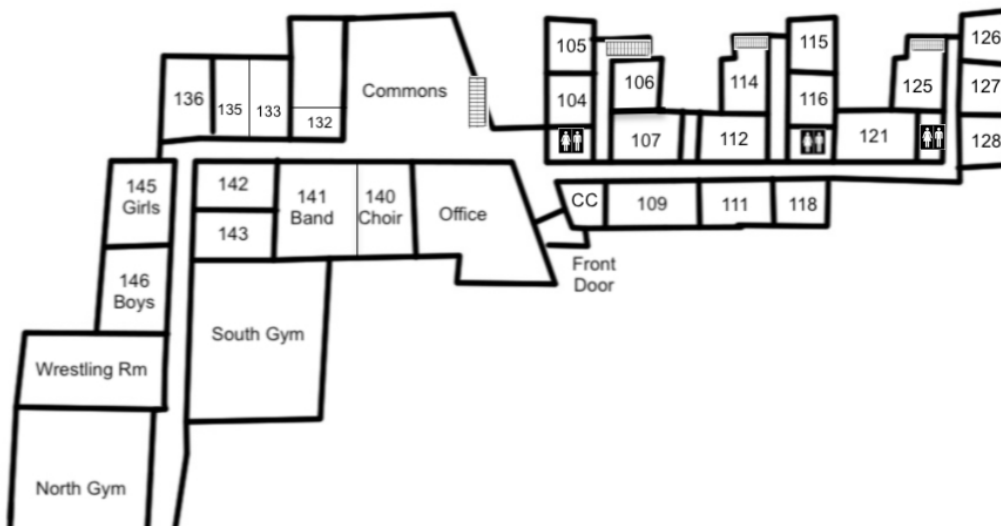 105
115
126
136
135
133
132
Commons
104
106
114
116
125
127
107
112
121
128
145
Girls
142
143
141
Band
140
Choir
Office
CC
109
111
118
146
Boys
Front
Door
South Gym
Wrestling Rm
North Gym